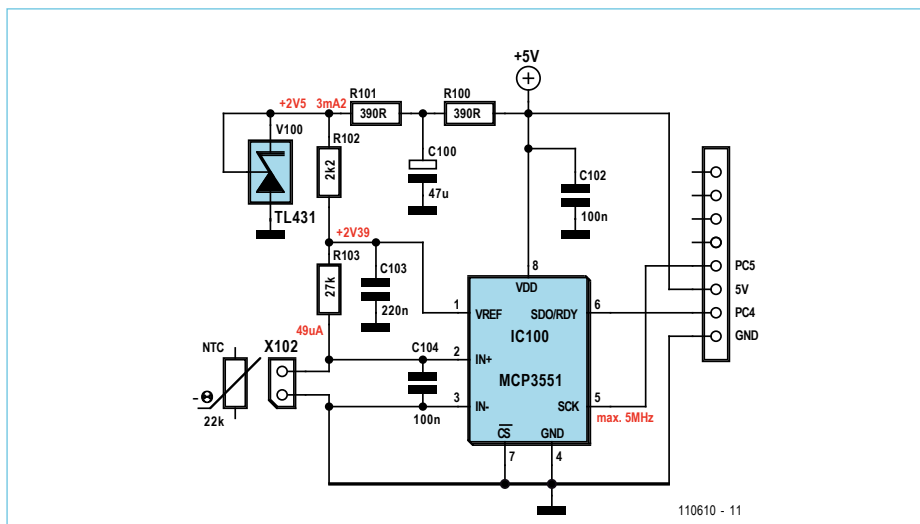 +5V
R101
R100
+2V5
3mA2
390R
390R
V100
R102
C100
2k2
47u
C102
100n
TL431
+2V39
R103
C103
27k
220n
8
VDD
PC5
1
VREF
SDO/RDY
6
5V
IC100
PC4
49uA
GND
NTC
X102
C104
2
IN+
MCP3551
3
IN-
SCK
5
-
22k
100n
max. 5MHz
CS
GND
7
4
110610 - 11